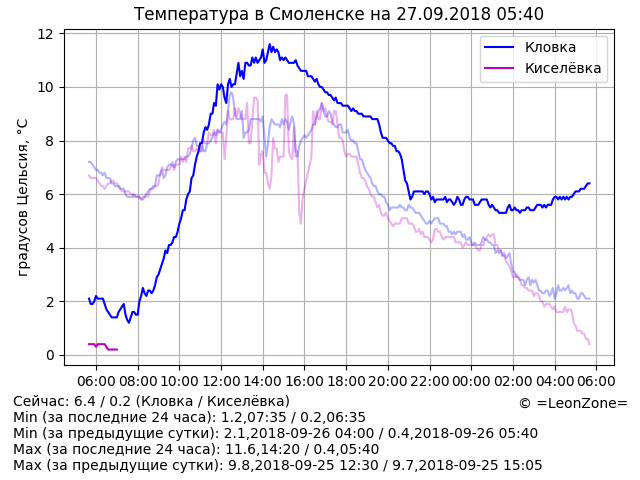 Температура в Смоленске на 27.09.2018 05:40
12
10
8
6
4
2
0
градусов Цельсия, °C
Кловка
Киселёвка
06:00 08:00 10:00 12:00 14:00 16:00 18:00 20:00 22:00 00:00 02:00 04:00 06:00
Сейчас: 6.4 / 0.2 (Кловка / Киселёвка)
© =LeonZone=
Min (за последние 24 часа): 1.2,07:35 / 0.2,06:35
Min (за предыдущие сутки): 2.1,2018-09-26 04:00 / 0.4,2018-09-26 05:40
Max (за последние 24 часа): 11.6,14:20 / 0.4,05:40
Max (за предыдущие сутки): 9.8,2018-09-25 12:30 / 9.7,2018-09-25 15:05